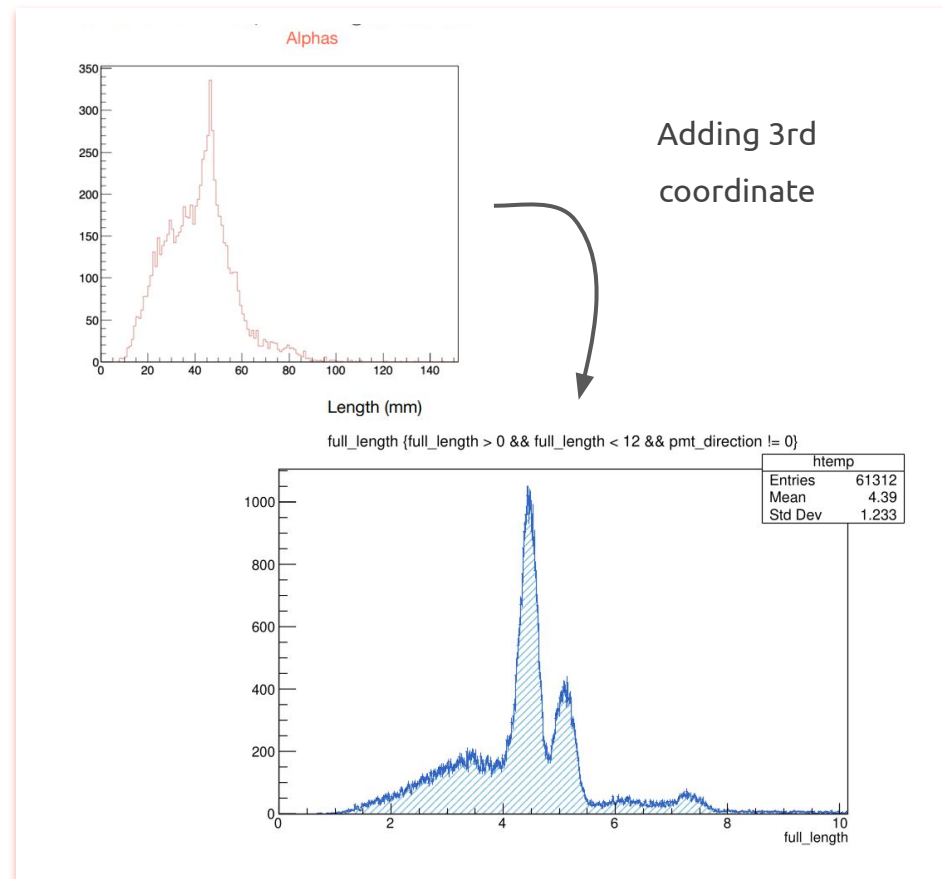 Alphas
350
300
250
200
150
100
50
0
0 20 40 60 80 100 120 140
Length (mm)
Adding 3rd
coordinate
full_length {full_length > 0 && full_length < 12 && pmt_direction != 0}
htemp
Entries 61312
Mean 4.39
Std Dev 1.233
1000
800
600
400
200
0
0 2 4 6 8 10
full_length